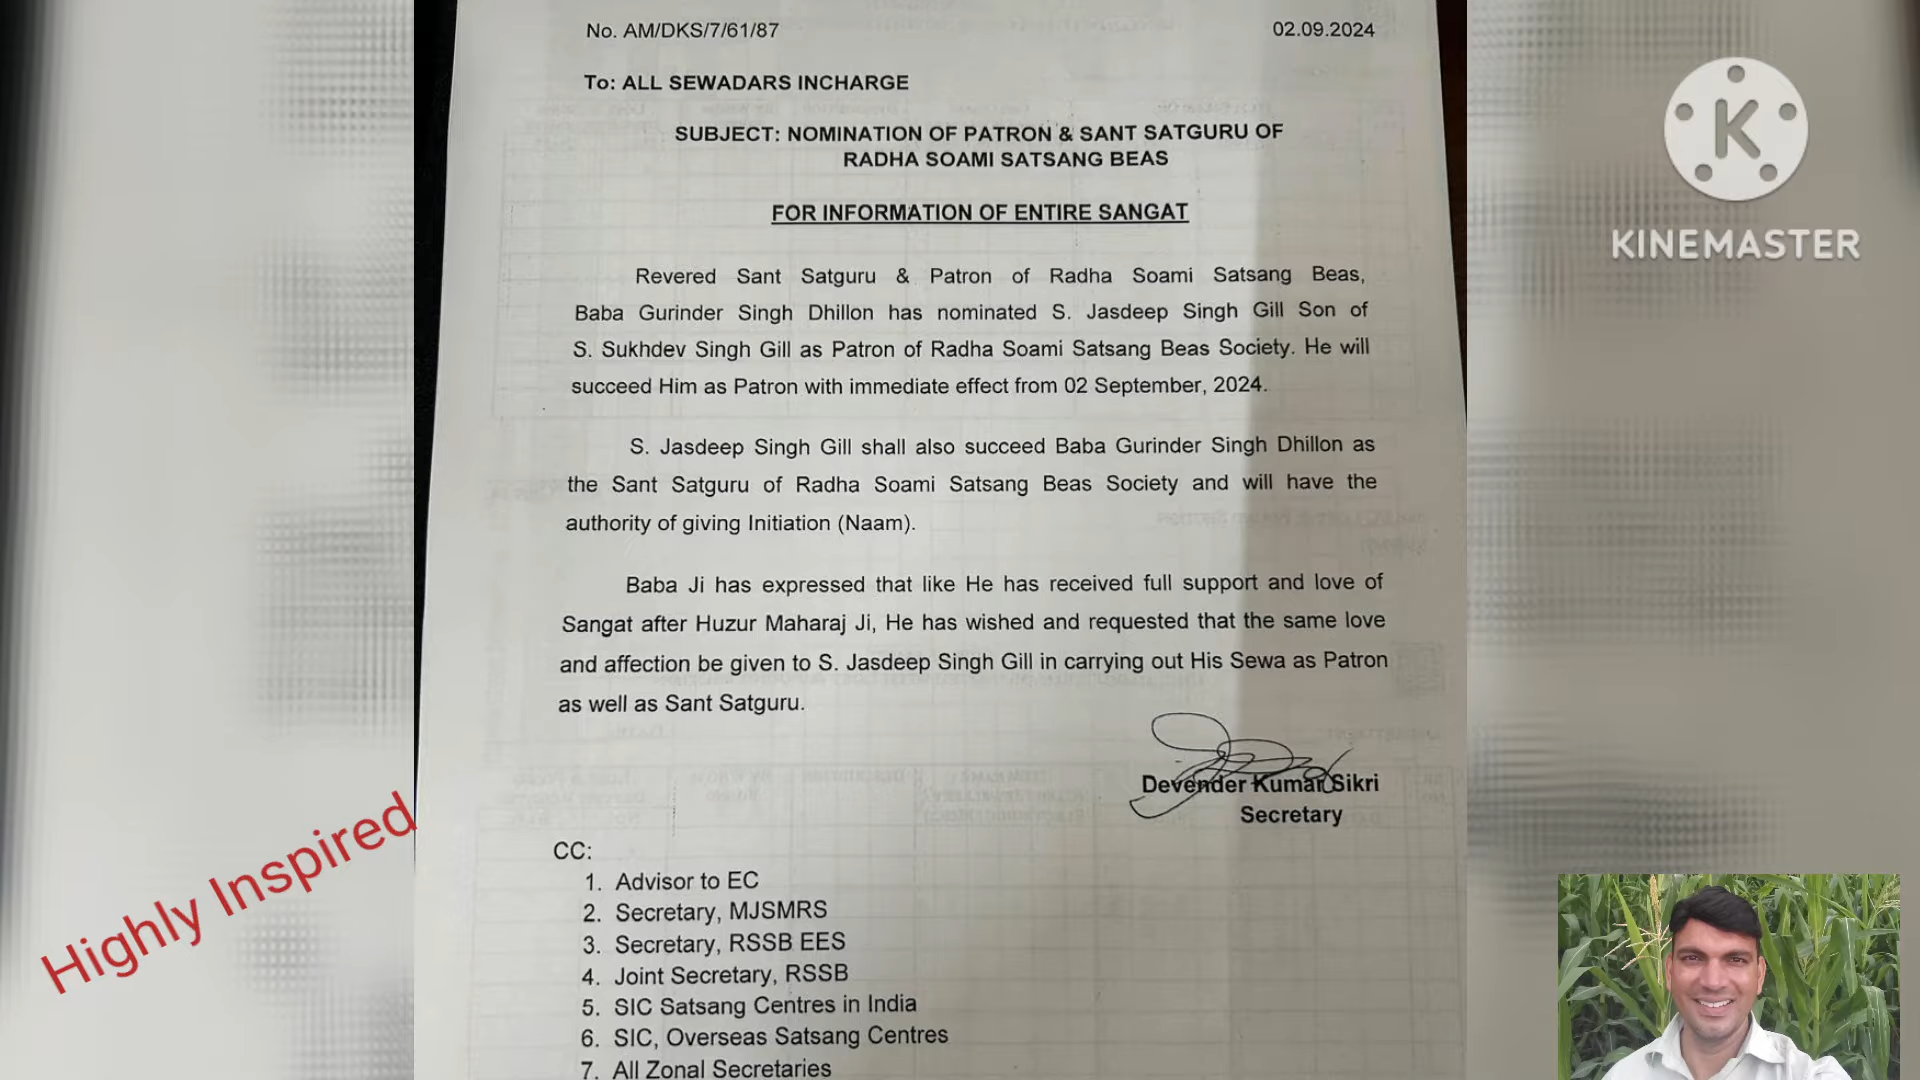 No. AM/DKS/7/61/87 02.09.2024
To: ALL SEWADARS INCHARGE
SUBJECT: NOMINATION OF PATRON & SANT SATGURU OF
RADHA SOAMI SATSANG BEAS
FOR INFORMATION OF ENTIRE SANGAT
Revered Sant Satguru & Patron of Radha Soami Satsang Beas,
Baba Gurinder Singh Dhillon has nominated S. Jasdeep Singh Gill Son of
S. Sukhdev Singh Gill as Patron of Radha Soami Satsang Beas Society. He will
succeed Him as Patron with immediate effect from 02 September, 2024.
S. Jasdeep Singh Gill shall also succeed Baba Gurinder Singh Dhillon as
the Sant Satguru of Radha Soami Satsang Beas Society and will have the
authority of giving Initiation (Naam).
Baba Ji has expressed that like He has received full support and love of
Sangat after Huzur Maharaj Ji, He has wished and requested that the same love
and affection be given to S. Jasdeep Singh Gill in carrying out His Sewa as Patron
as well as Sant Satguru.
Devender Kumar Sikri
Secretary
CC:
1. Advisor to EC
2. Secretary, MJSMRS
3. Secretary, RSSB EES
4. Joint Secretary, RSSB
5. SIC Satsang Centres in India
6. SIC, Overseas Satsang Centres
7. All Zonal Secretaries
Highly Inspired
K
KINEMASTER